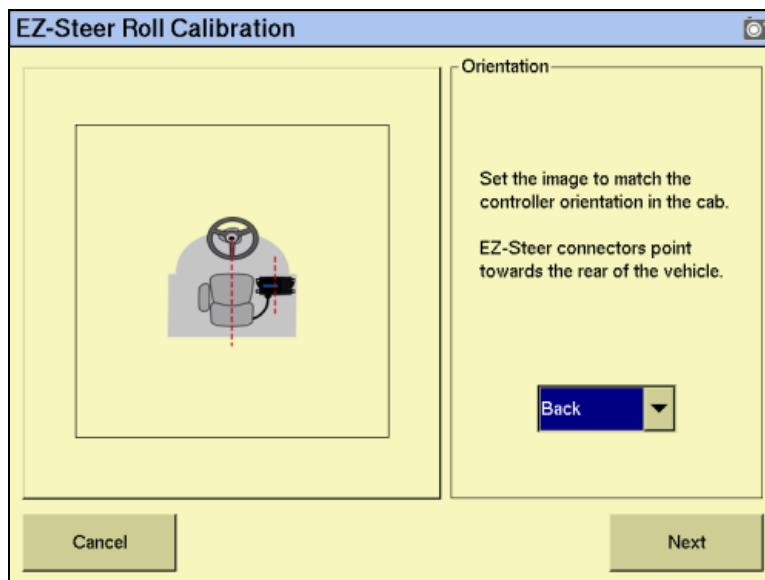 EZ-Steer Roll Calibration
Orientation
Set the image to match the
controller orientation in the cab.
EZ-Steer connectors point
towards the rear of the vehicle.
Back
Cancel
Next